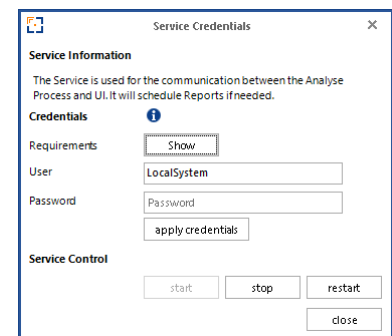 Service Credentials
Service Information
The Service is used for the communication between the Analyse
Process and UI. It will schedule Reports if needed.
Credentials
Requirements Show
User LocalSystem
Password Password
apply credentials
Service Control
start stop restart
close